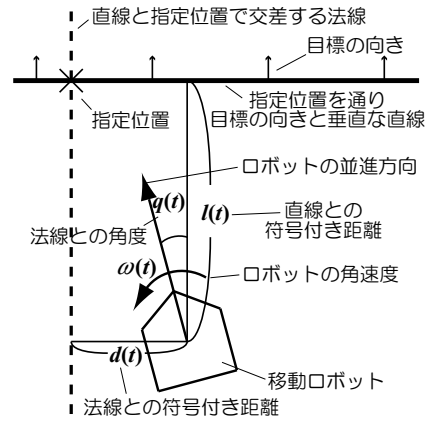 直線と指定位置で交差する法線
目標の向き
指定位置
指定位置を通り
目標の向きと垂直な直線
ロボットの並進方向
q(t)
l(t)
直線との
符号付き距離
法線との角度
ω(t)
ロボットの角速度
d(t)
移動ロボット
法線との符号付き距離